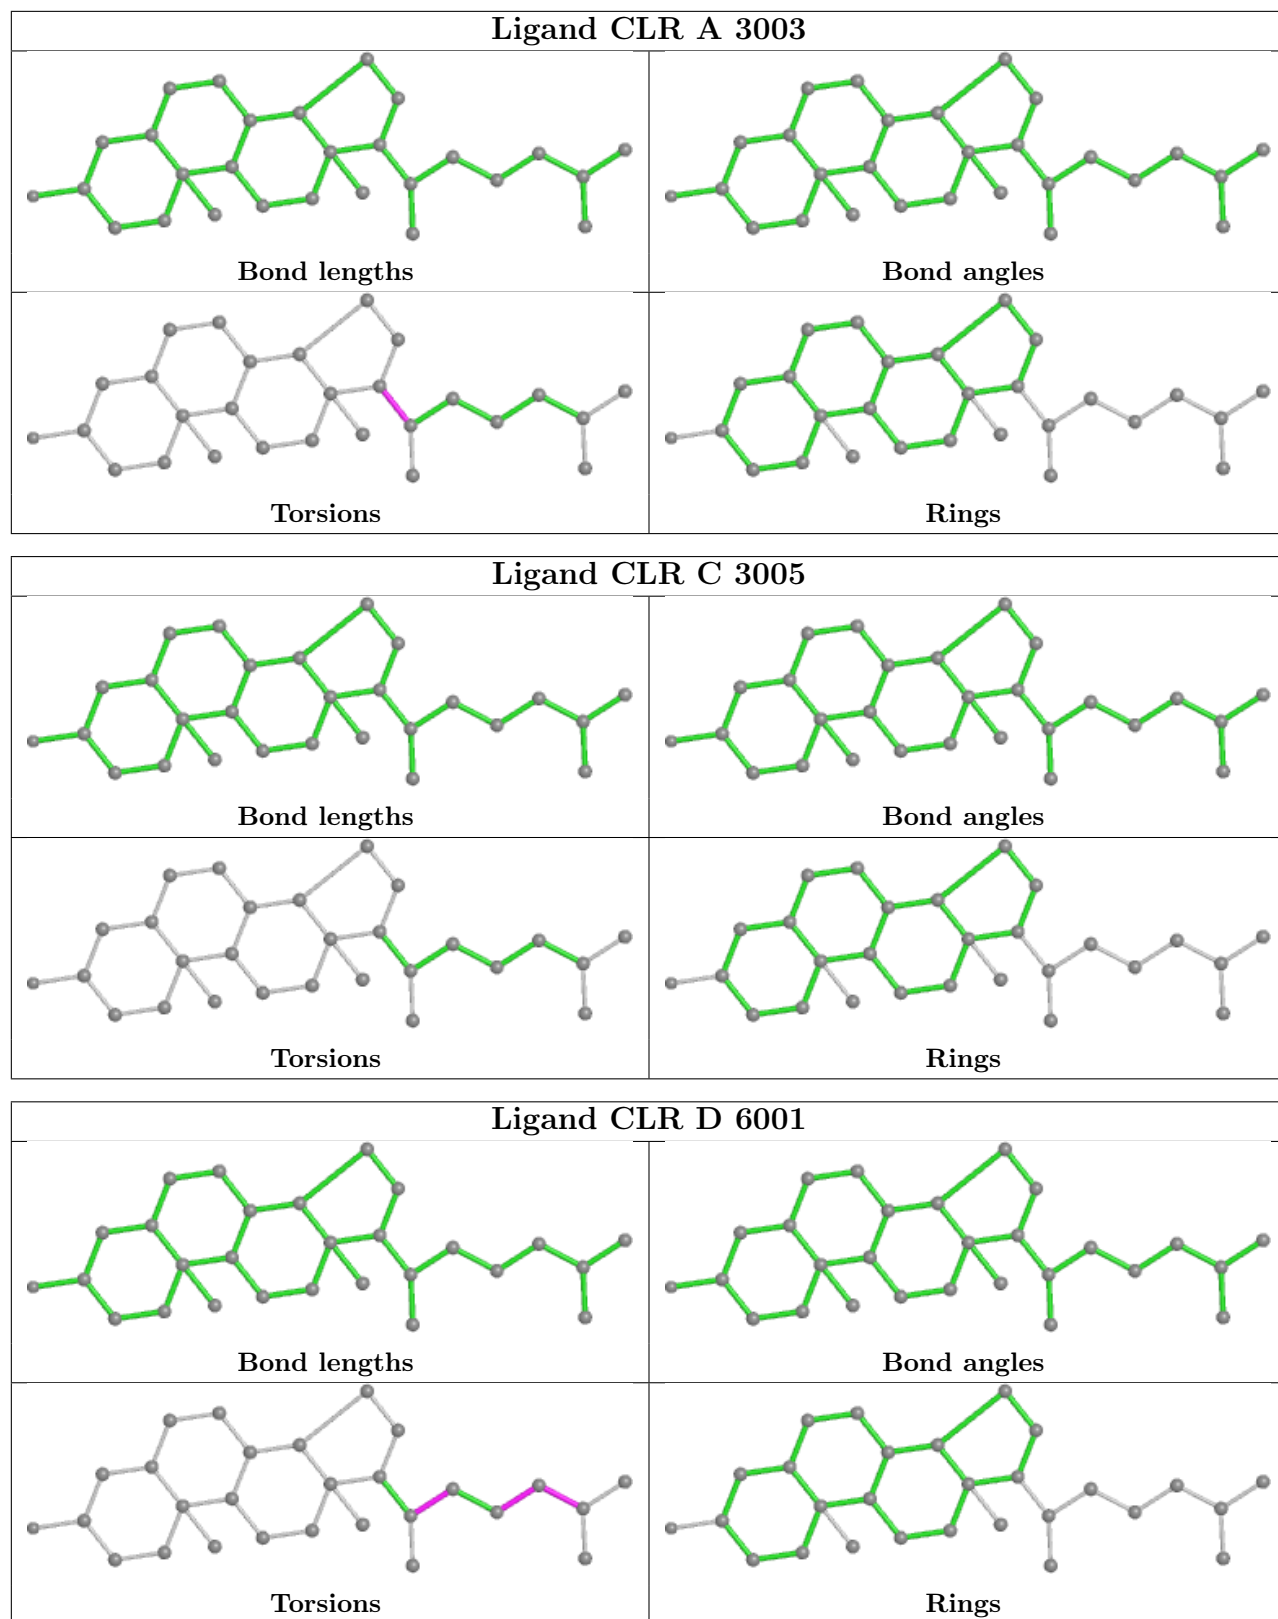 Ligand CLR A 3003
Bond lengths
Bond angles
Torsions
Rings
Ligand CLR C 3005
Bond lengths
Bond angles
Torsions
Rings
Ligand CLR D 6001
Bond lengths
Bond angles
Torsions
Rings